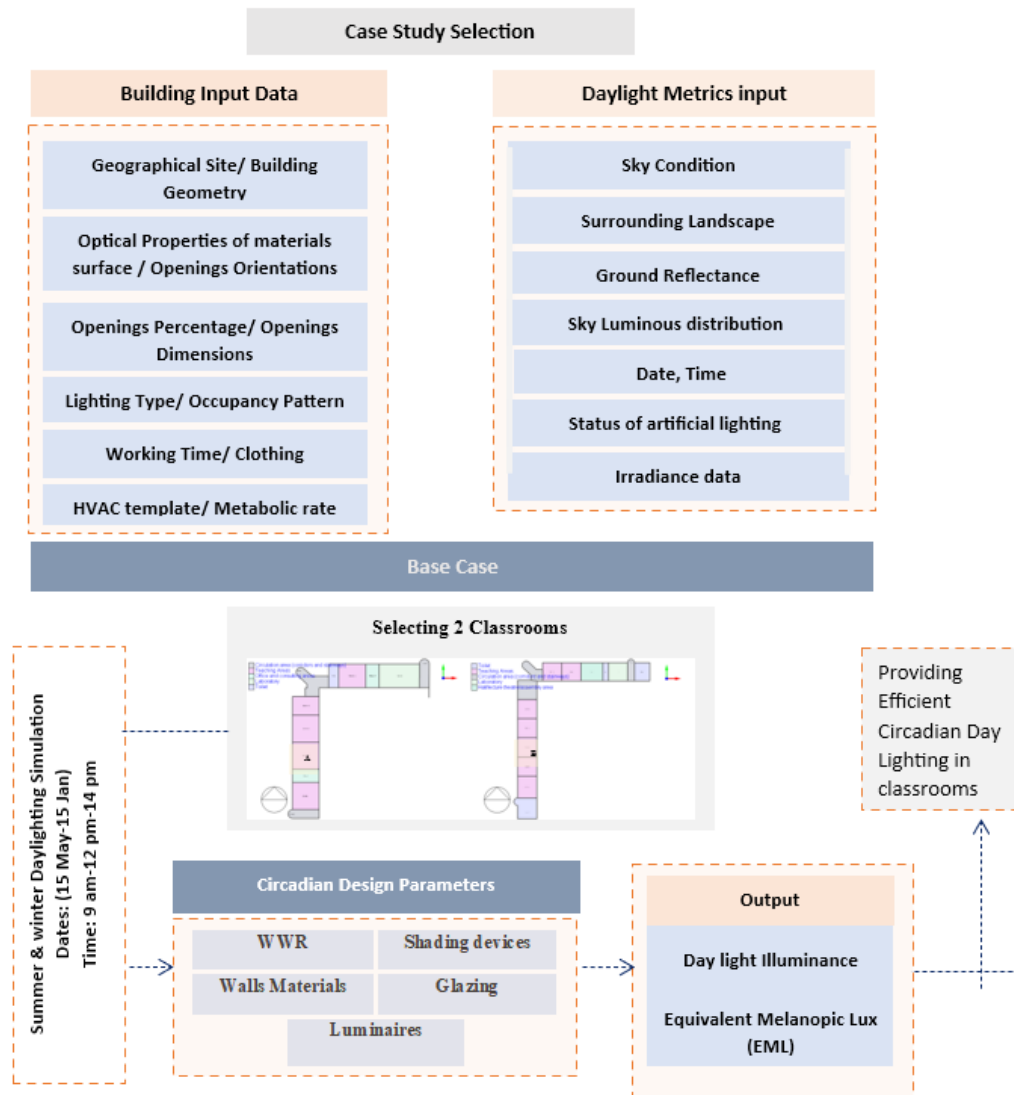 Case Study Selection
Building Input Data
Geographical Site/ Building
Geometry
Optical Properties of materials
surface / Openings Orientations
Openings Percentage/ Openings
Dimensions
Lighting Type/ Occupancy Pattern
Working Time/ Clothing
HVAC template/ Metabolic rate
Daylight Metrics input
Sky Condition
Surrounding Landscape
Ground Reflectance
Sky Luminous distribution
Date, Time
Status of artificial lighting
Irradiance data
Base Case
Selecting 2 Classrooms
Summer & winter Daylighting Simulation
Dates: (15 May-15 Jan)
Time: 9 am-12 pm-14 pm
Circadian Design Parameters
WWR
Shading devices
Walls Materials
Glazing
Luminaires
Output
Day light Illuminance
Equivalent Melanopic Lux
(EML)
Providing
Efficient
Circadian Day
Lighting in
classrooms